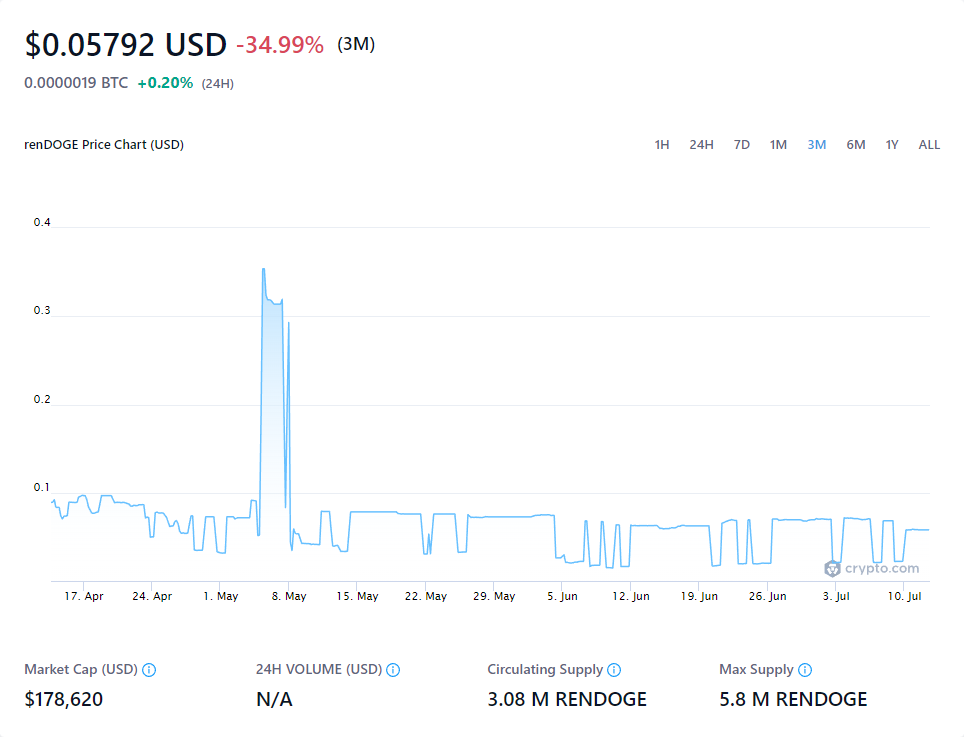 $0.05792 USD -34.99% (3M)
0.0000019 BTC +0.20% (24H)
renDOGE Price Chart (USD) 1H 24H 7D 1M 3M 6M 1Y ALL
0.4
0.3
0.2
0.1
crypto.com
17. Apr 24. Apr 1. May 8. May 15. May 22. May 29. May 5. Jun 12. Jun 19. Jun 26. Jun 3. Jul 10. Jul
Market Cap (USD) 24H VOLUME (USD) Circulating Supply Max Supply
$178,620 N/A 3.08 M RENDOGE 5.8 M RENDOGE